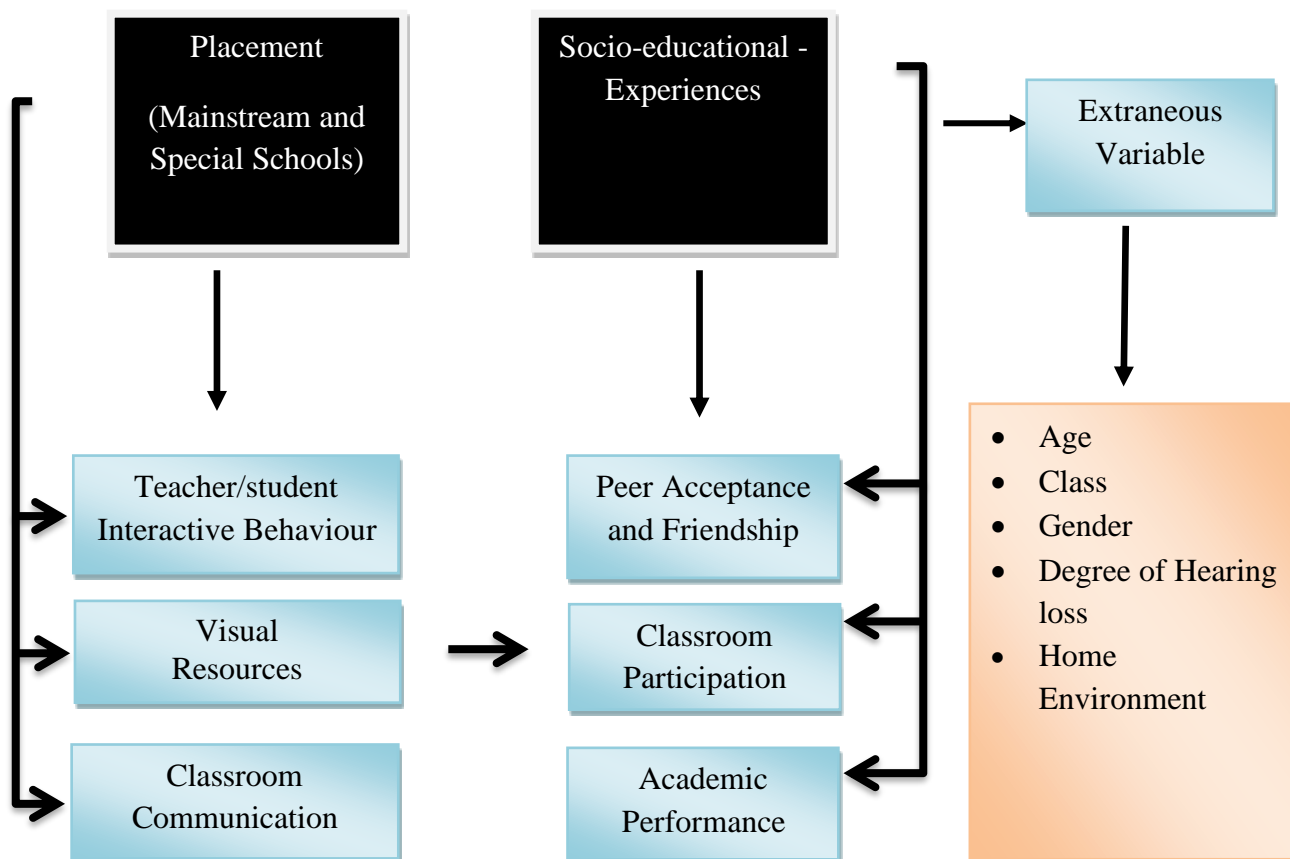 Placement
(Mainstream and
Special Schools)
Socio-educational -
Experiences
Extraneous
Variable
Teacher/student
Interactive Behaviour
Peer Acceptance
and Friendship
Visual
Resources
Classroom
Participation
Classroom
Communication
Academic
Performance
• Age
• Class
• Gender
• Degree of Hearing
loss
• Home
Environment